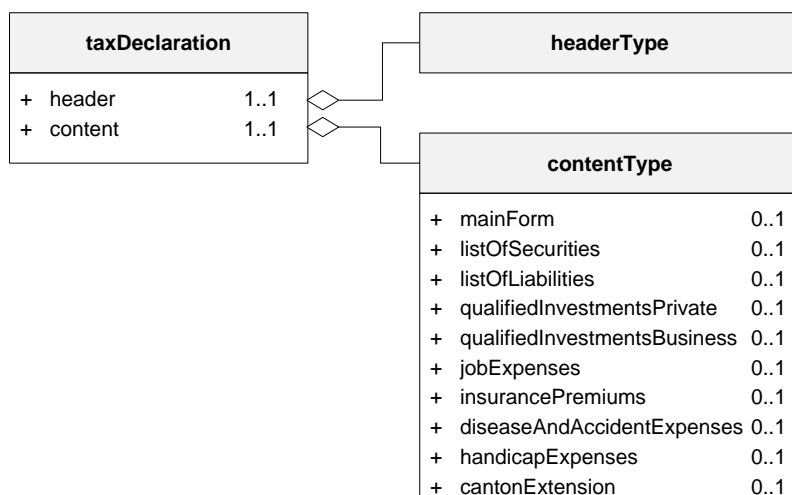 taxDeclaration
+ header 1..1
+ content 1..1
headerType
contentType
+ mainForm 0..1
+ listOfSecurities 0..1
+ listOfLiabilities 0..1
+ qualifiedInvestmentsPrivate 0..1
+ qualifiedInvestmentsBusiness 0..1
+ jobExpenses 0..1
+ insurancePremiums 0..1
+ diseaseAndAccidentExpenses 0..1
+ handicapExpenses 0..1
+ cantonExtension 0..1